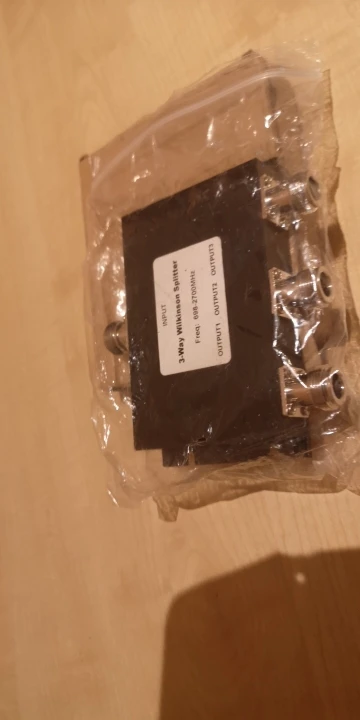 INPUT
3-Way Wilkinson Splitter
Freq: 698-2700MHz
OUTPUT1 OUTPUT2 OUTPUT3